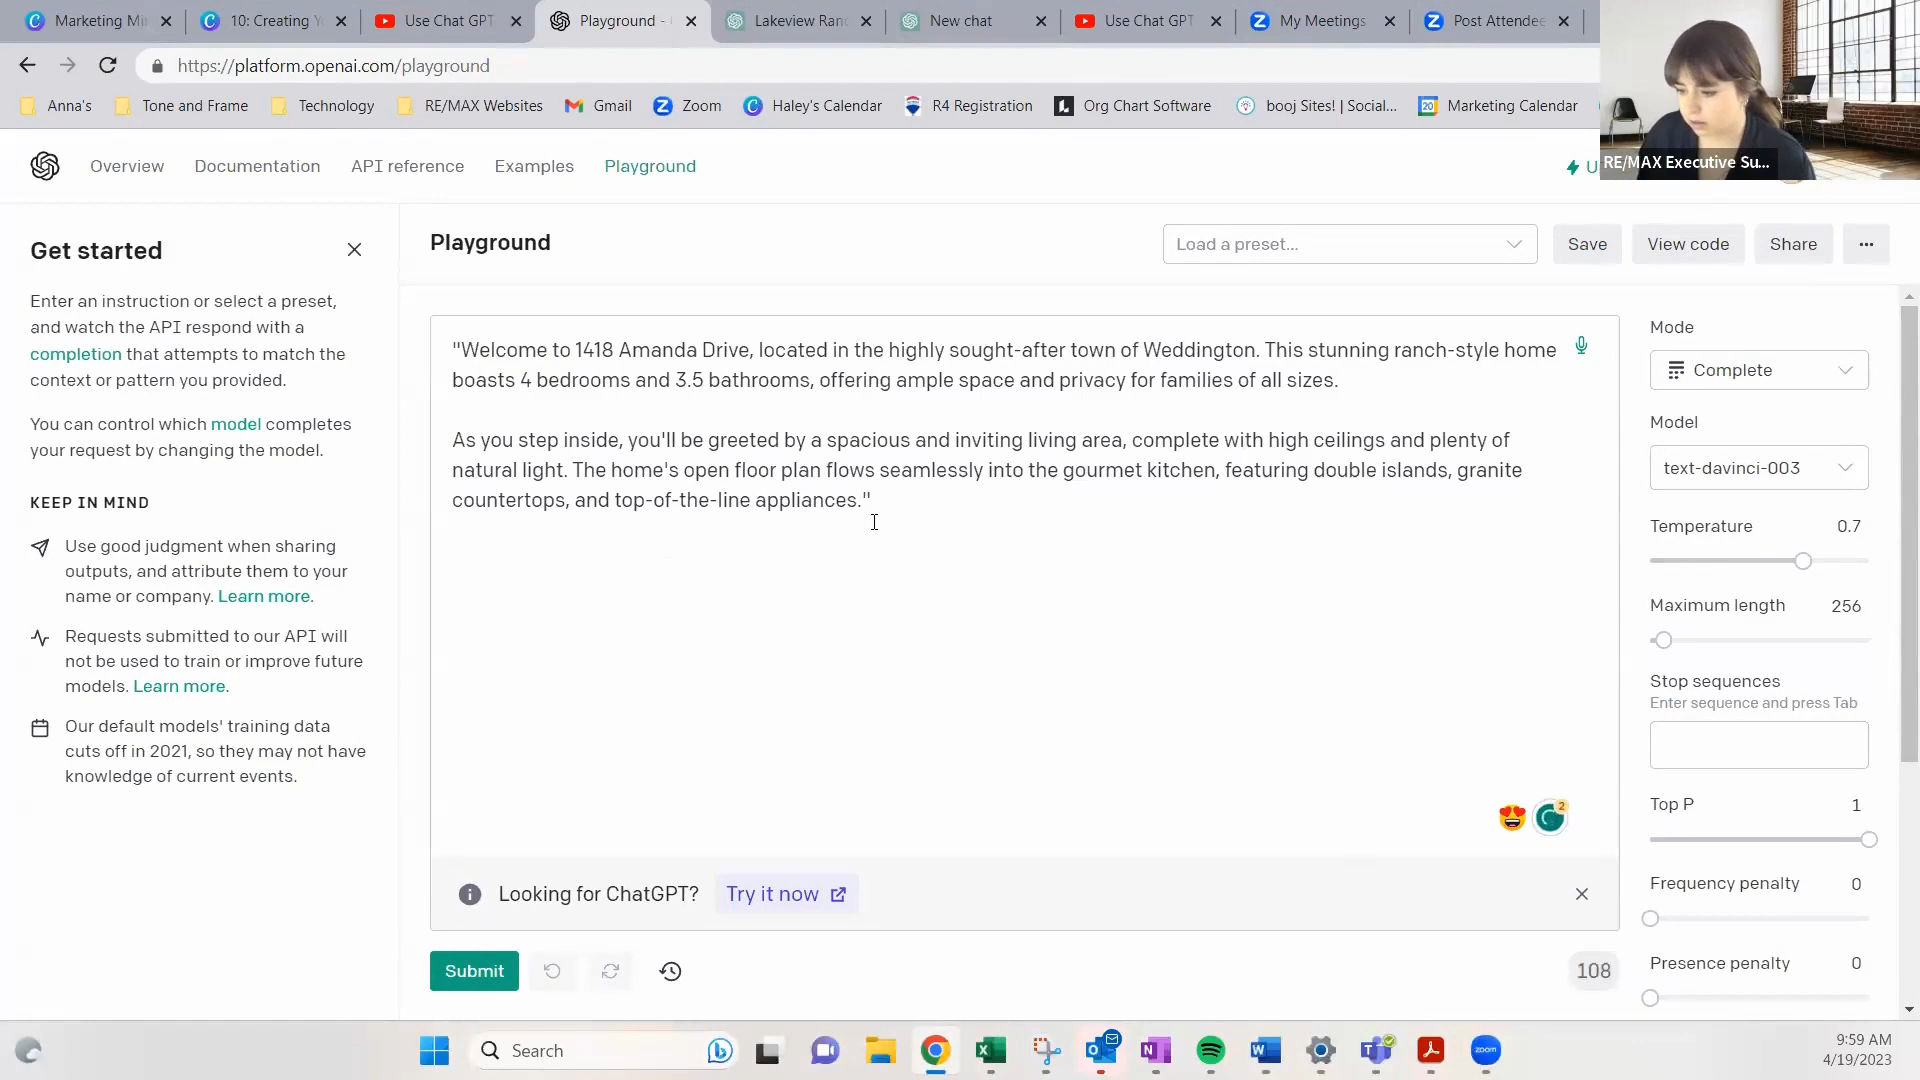 Marketing Mi
10: Creating Y
Use Chat GPT
Playground -
Lakeview Ran
New chat
Use Chat GPT
My Meetings
Post Attendee
https://platform.openai.com/playground
Anna's
Tone and Frame
Technology
RE/MAX Websites
Gmail
Zoom
Haley's Calendar
R4 Registration
Org Chart Software
booj Sites! | Social...
Marketing Calendar
RE/MAX Executive Su...
Overview
Documentation
API reference
Examples
Playground
U
Get started
Enter an instruction or select a preset,
and watch the API respond with a
completion that attempts to match the
context or pattern you provided.
You can control which model completes
your request by changing the model.
KEEP IN MIND
Use good judgment when sharing
outputs, and attribute them to your
name or company. Learn more.
Requests submitted to our API will
not be used to train or improve future
models. Learn more.
Our default models' training data
cuts off in 2021, so they may not have
knowledge of current events.
Playground
Load a preset...
Save
View code
Share
"Welcome to 1418 Amanda Drive, located in the highly sought-after town of Weddington. This stunning ranch-style home
boasts 4 bedrooms and 3.5 bathrooms, offering ample space and privacy for families of all sizes.
As you step inside, you'll be greeted by a spacious and inviting living area, complete with high ceilings and plenty of
natural light. The home's open floor plan flows seamlessly into the gourmet kitchen, featuring double islands, granite
countertops, and top-of-the-line appliances."
2
Looking for ChatGPT? Try it now
Submit
108
Mode
Complete
Model
text-davinci-003
Temperature 0.7
Maximum length 256
Stop sequences
Enter sequence and press Tab
Top P 1
Frequency penalty 0
Presence penalty 0
Search
zoom
9:59 AM
4/19/2023